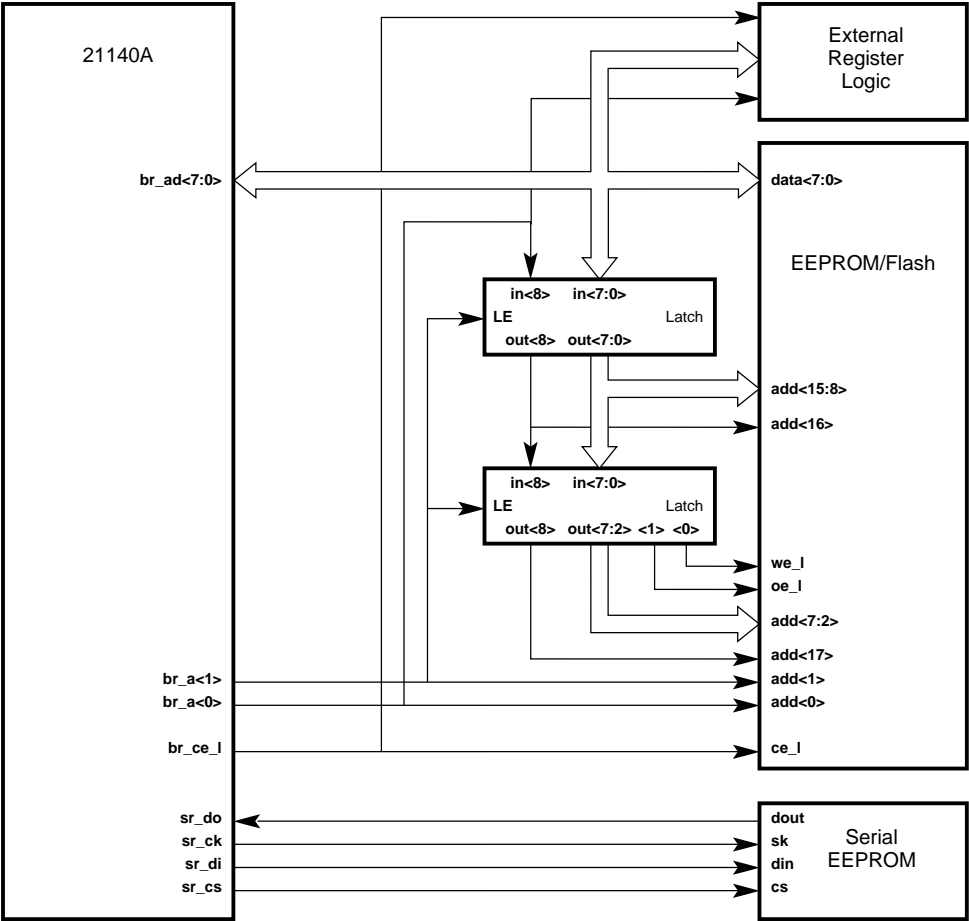 21140A
External
Register
Logic
br_ad<7:0>
data<7:0>
EEPROM/Flash
in<8> in<7:0>
LE Latch
out<8> out<7:0>
add<15:8>
add<16>
in<8> in<7:0>
LE Latch
out<8> out<7:2> <1> <0>
we_l
oe_l
add<7:2>
add<17>
br_a<1> add<1>
br_a<0> add<0>
br_ce_l ce_l
sr_do dout
sr_ck sk
sr_di din
sr_cs cs
Serial
EEPROM